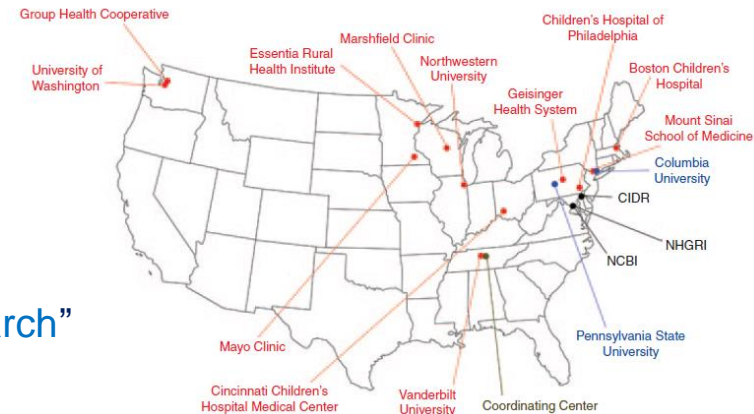 Group Health Cooperative
University of
Washington
Essentia Rural
Health Institute
Marshfield Clinic
Northwestern
University
Children's Hospital of
Philadelphia
Geisinger
Health System
Boston Children's
Hospital
Mount Sinai
School of Medicine
Columbia
University
CIDR
NHGRI
NCBI
Pennsylvania State
University
arch”
Mayo Clinic
Cincinnati Children's
Hospital Medical Center
Vanderbilt
University
Coordinating Center